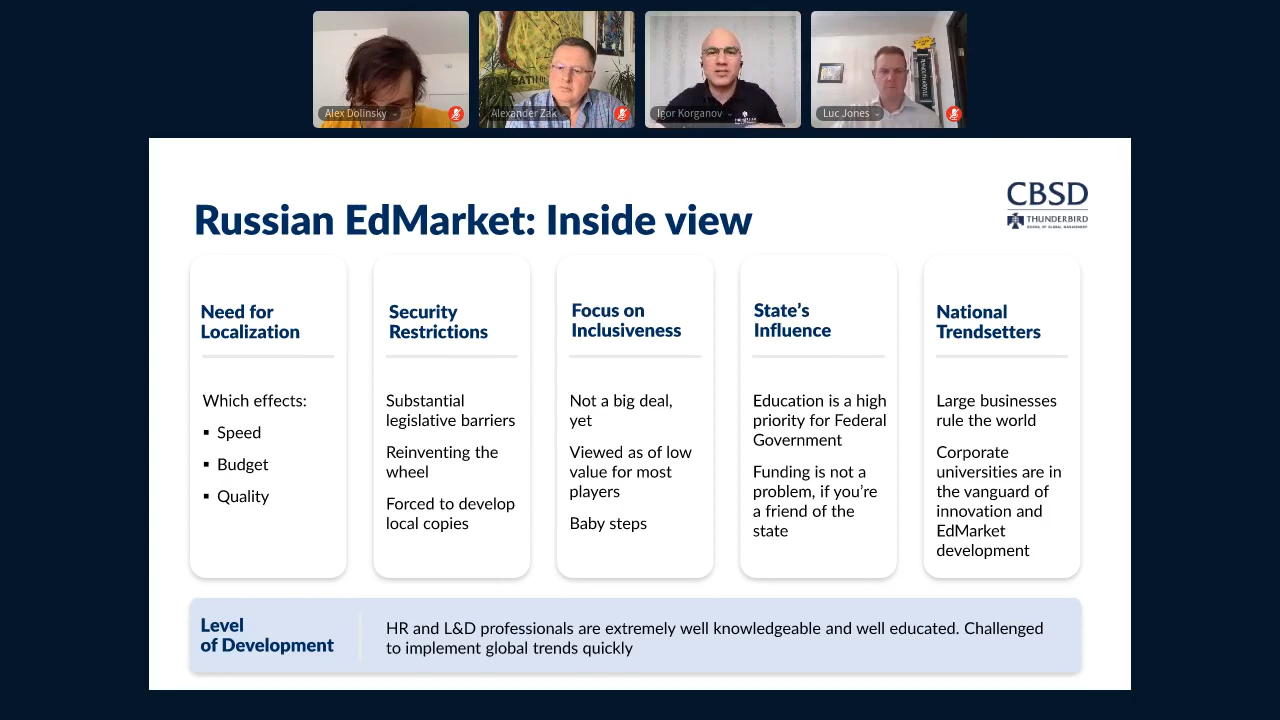 Alex Dolinsky
Alexander Zak
Igor Korganov
Luc Jones
CBSD
THUNDERBIRD
SCHOOL OF GLOBAL MANAGEMENT
Russian EdMarket: Inside view
Need for
Localization
Which effects:
▪ Speed
▪ Budget
▪ Quality
Security
Restrictions
Substantial
legislative barriers
Reinventing the
wheel
Forced to develop
local copies
Focus on
Inclusiveness
Not a big deal,
yet
Viewed as of low
value for most
players
Baby steps
State’s
Influence
Education is a high
priority for Federal
Government
Funding is not a
problem, if you’re
a friend of the
state
National
Trendsetters
Large businesses
rule the world
Corporate
universities are in
the vanguard of
innovation and
EdMarket
development
Level
of Development
HR and L&D professionals are extremely well knowledgeable and well educated. Challenged
to implement global trends quickly